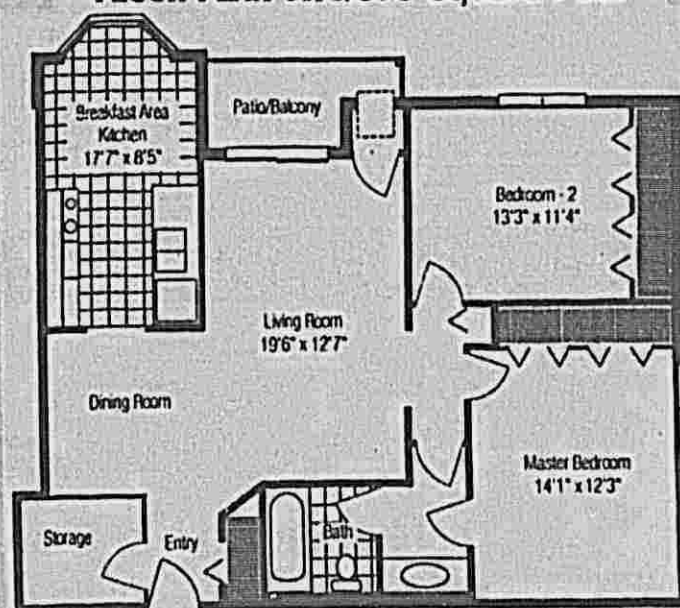 Breakfast Area
Kitchen
17'7" x 8'5"
Patio/Balcony
Bedroom - 2
13'3" x 11'4"
Living Room
19'6" x 12'7"
Dining Room
Master Bedroom
14'1" x 12'3"
Storage
Entry
Bath